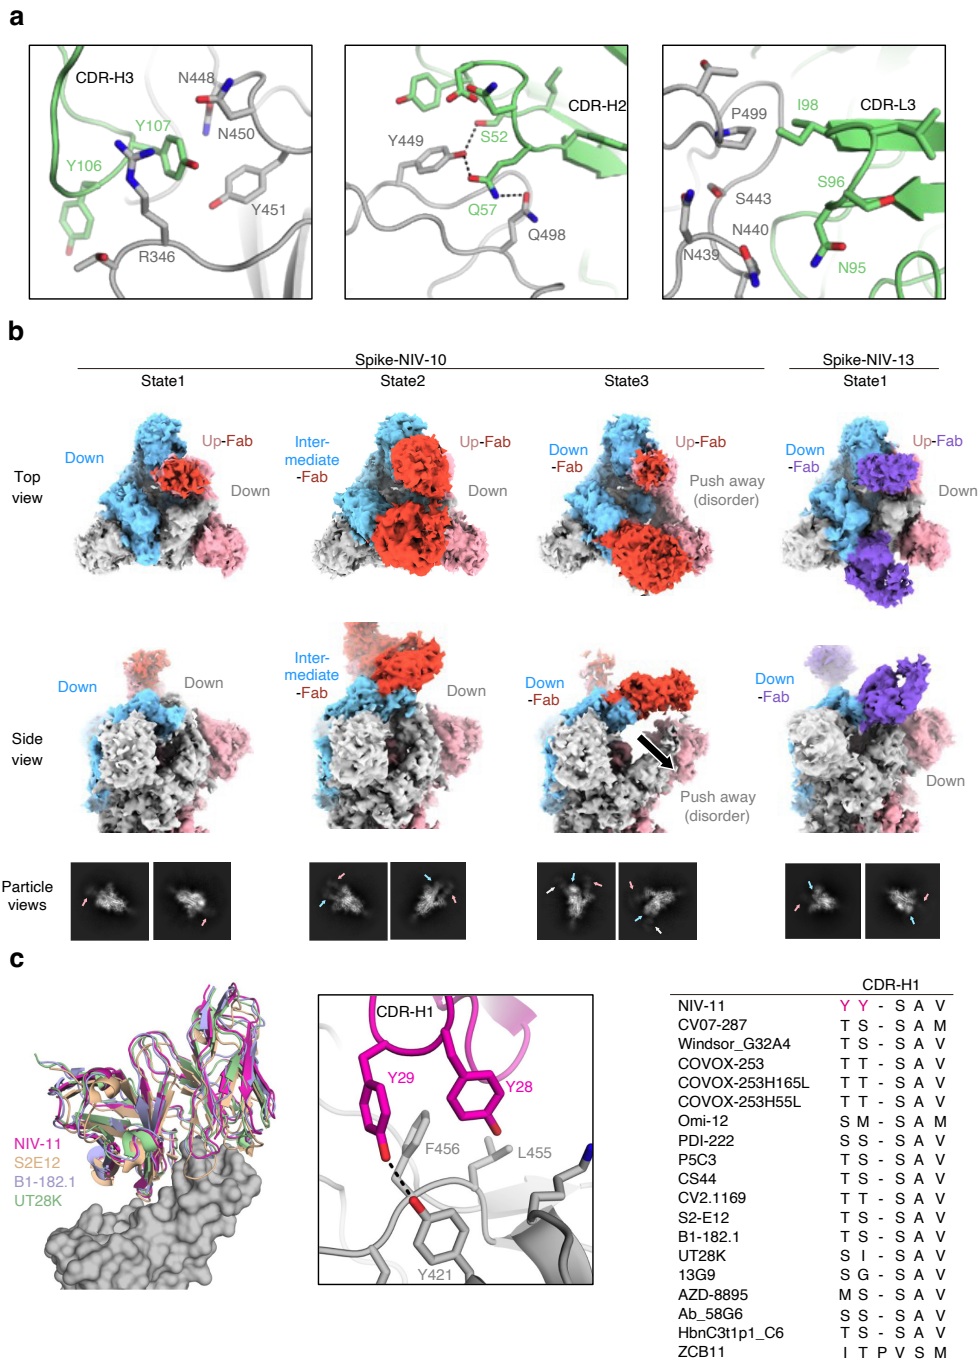 a
CDR-H3
N448
Y107
N450
Y106
Y451
R346
CDR-H2
Y449
S52
Q57
Q498
P499
I98
CDR-L3
S96
S443
N440
N439
N95
b
Spike-NIV-10
Spike-NIV-13
State1
State2
State3
State1
Top
view
Down
Up-Fab
Down
Inter-
mediate
-Fab
Up-Fab
Down
Down
-Fab
Up-Fab
Push away
(disorder)
Down
-Fab
Up-Fab
Down
Side
view
Down
Down
Inter-
mediate
-Fab
Down
Down
-Fab
Push away
(disorder)
Down
-Fab
Down
Particle
views
c
NIV-11
S2E12
B1-182.1
UT28K
CDR-H1
Y29
Y28
F456
L455
Y421
CDR-H1
NIV-11 Y Y - S A V
CV07-287 T S - S A M
Windsor_G32A4 T S - S A V
COVOX-253 T T - S A V
COVOX-253H165L T T - S A V
COVOX-253H55L T T - S A V
Omi-12 S M - S A M
PDI-222 S S - S A V
P5C3 T S - S A V
CS44 T S - S A V
CV2.1169 T T - S A V
S2-E12 T S - S A V
B1-182.1 T S - S A V
UT28K S I - S A V
13G9 S G - S A V
AZD-8895 M S - S A V
Ab_58G6 S S - S A V
HbnC3t1p1_C6 T S - S A V
ZCB11 I T P V S M